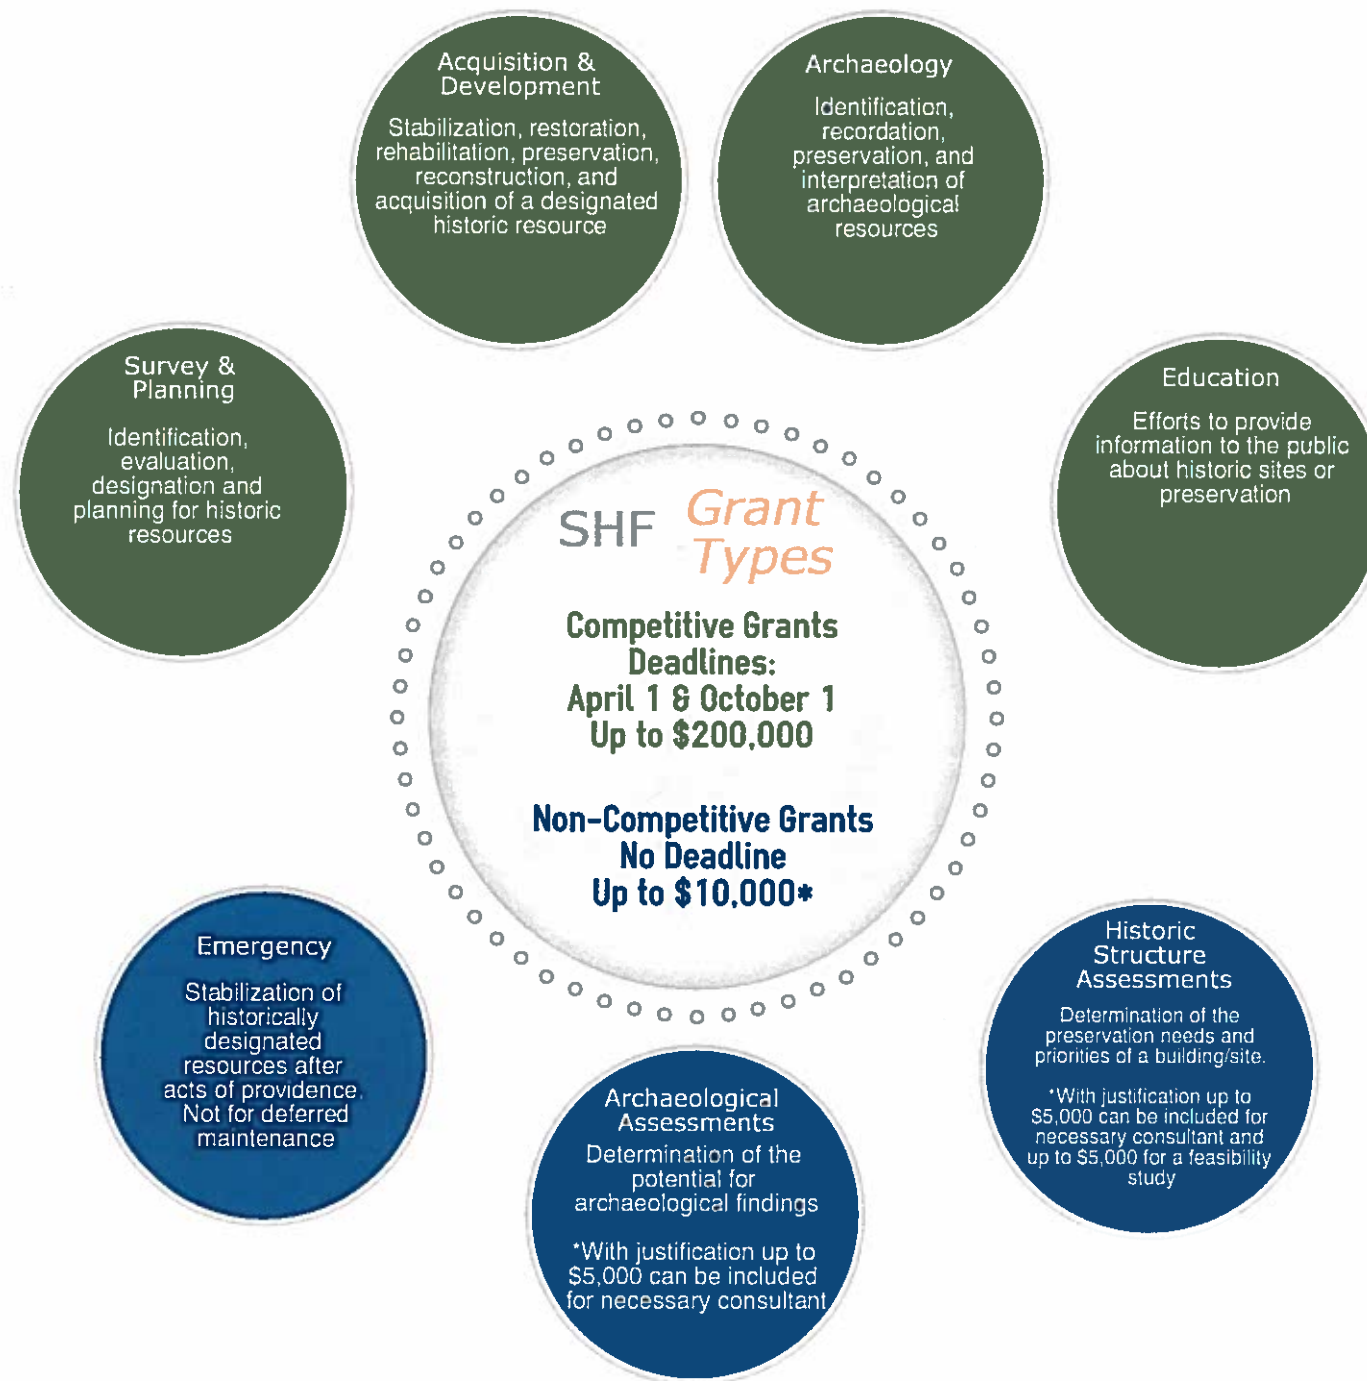 Acquisition &
Development
Stabilization, restoration,
rehabilitation, preservation,
reconstruction, and
acquisition of a designated
historic resource
Archaeology
Identification,
recordation,
preservation, and
interpretation of
archaeological
resources
Survey &
Planning
Identification,
evaluation,
designation and
planning for historic
resources
Education
Efforts to provide
information to the public
about historic sites or
preservation
SHF Grant
Types
Competitive Grants
Deadlines:
April 1 & October 1
Up to $200,000
Non-Competitive Grants
No Deadline
Up to $10,000*
Emergency
Stabilization of
historically
designated
resources after
acts of providence.
Not for deferred
maintenance
Archaeological
Assessments
Determination of the
potential for
archaeological findings
*With justification up to
$5,000 can be included
for necessary consultant
Historic
Structure
Assessments
Determination of the
preservation needs and
priorities of a building/site.
*With justification up to
$5,000 can be included for
necessary consultant and
up to $5,000 for a feasibility
study